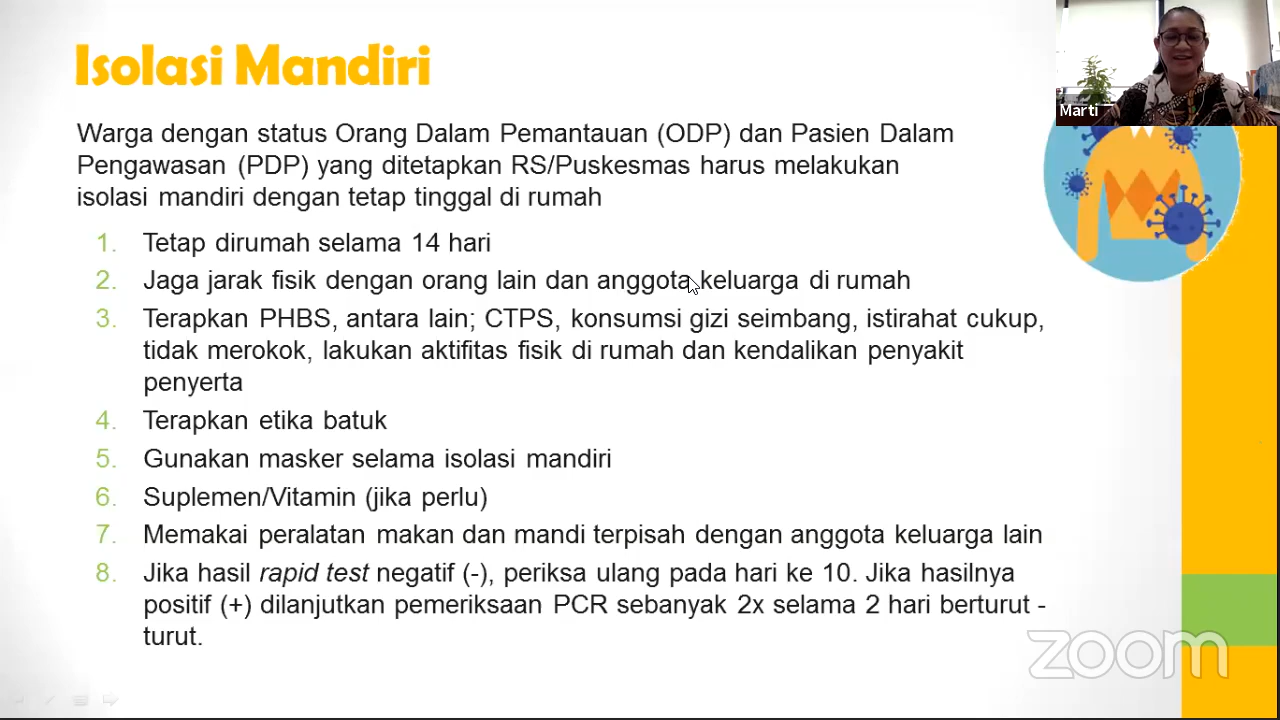 Isolasi Mandiri
Marti
Warga dengan status Orang Dalam Pemantauan (ODP) dan Pasien Dalam
Pengawasan (PDP) yang ditetapkan RS/Puskesmas harus melakukan
isolasi mandiri dengan tetap tinggal di rumah
1. Tetap dirumah selama 14 hari
2. Jaga jarak fisik dengan orang lain dan anggota keluarga di rumah
3. Terapkan PHBS, antara lain; CTPS, konsumsi gizi seimbang, istirahat cukup,
tidak merokok, lakukan aktifitas fisik di rumah dan kendalikan penyakit
penyerta
4. Terapkan etika batuk
5. Gunakan masker selama isolasi mandiri
6. Suplemen/Vitamin (jika perlu)
7. Memakai peralatan makan dan mandi terpisah dengan anggota keluarga lain
8. Jika hasil rapid test negatif (-), periksa ulang pada hari ke 10. Jika hasilnya
positif (+) dilanjutkan pemeriksaan PCR sebanyak 2x selama 2 hari berturut -
turut.
zoom